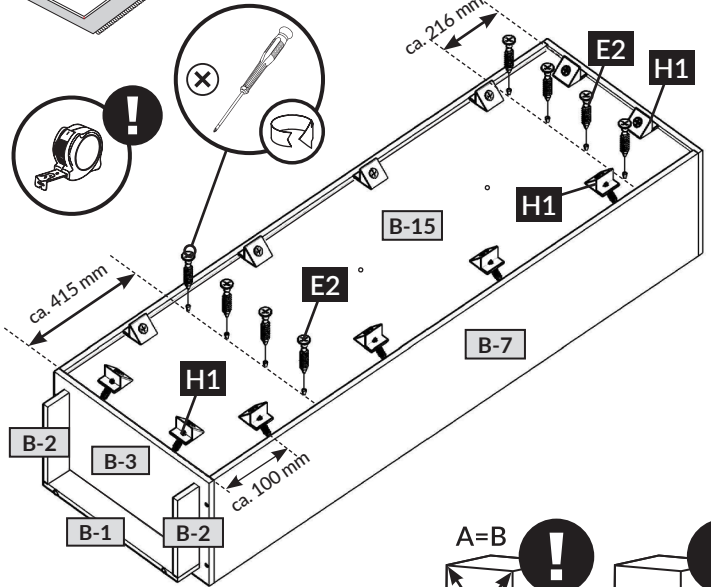 ca. 216 mm
E2
H1
H1
B-15
ca. 415 mm
E2
B-7
H1
B-2
B-3
ca. 100 mm
B-1
B-2
A=B